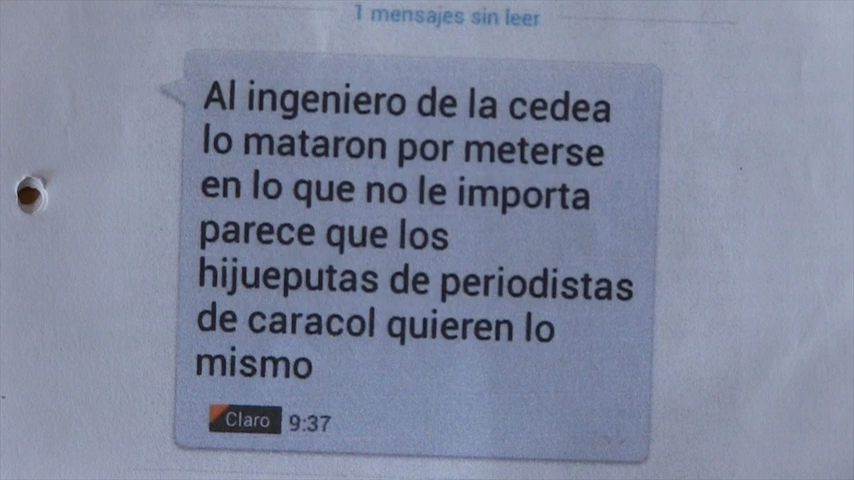 1 mensajes sin leer
Al ingeniero de la cedea
lo mataron por meterse
en lo que no le importa
parece que los
hijueputas de periodistas
de caracol quieren lo
mismo
Claro 9:37